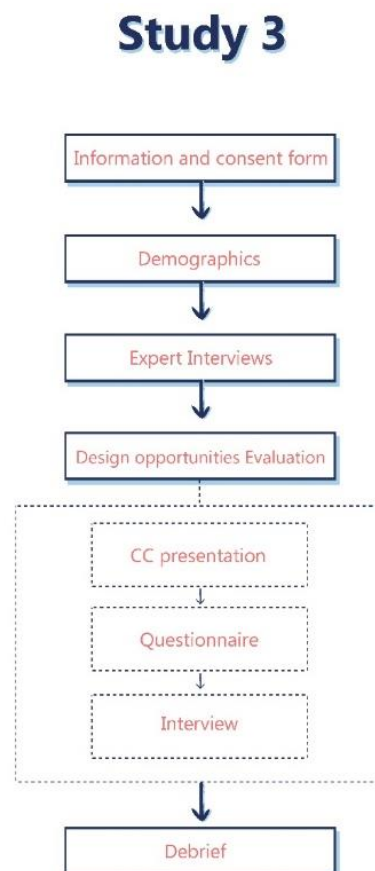 Study 3
Information and consent form
Demographics
Expert Interviews
Design opportunities Evaluation
CC presentation
Questionnaire
Interview
Debrief